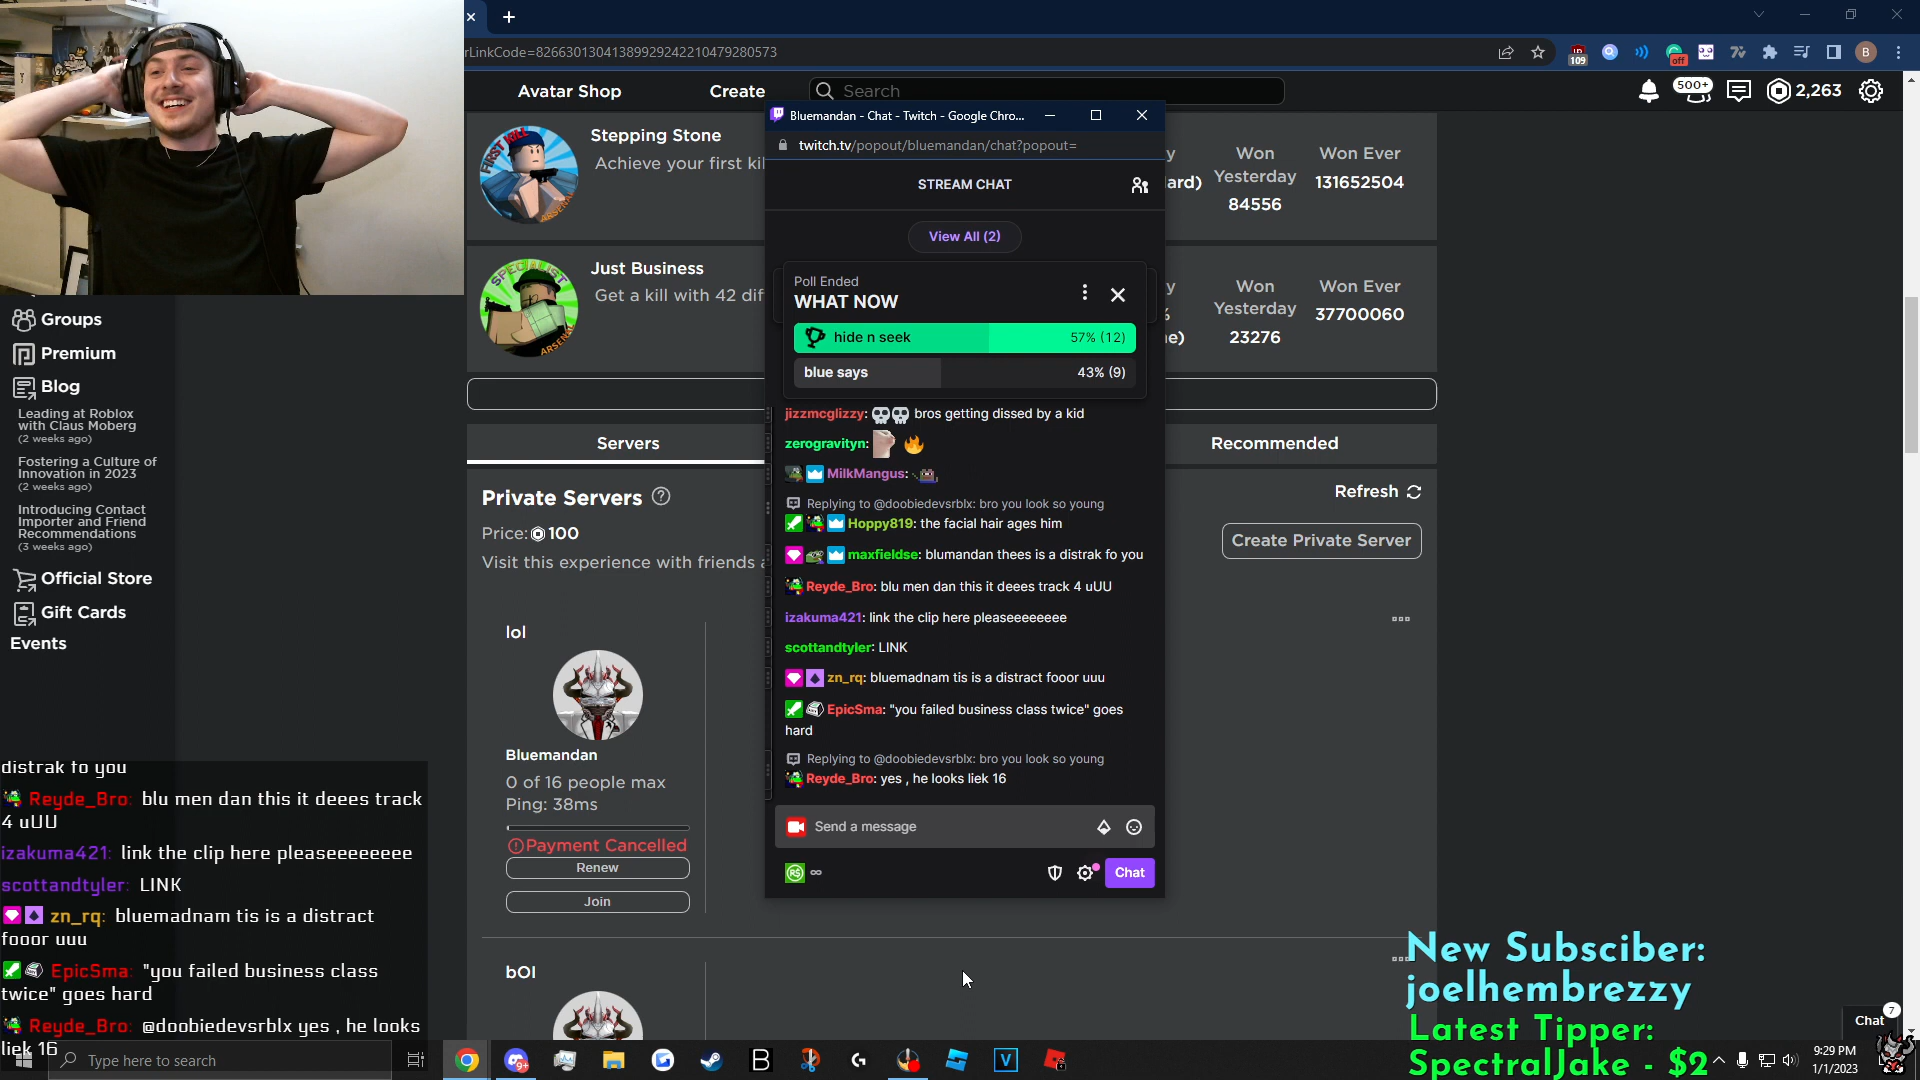 rLinkCode=82663013041389929242210479280573
109
off
B
Avatar Shop
Create
Search
500+
2,263
Bluemandan - Chat - Twitch - Google Chro...
twitch.tv/popout/bluemandan/chat?popout=
STREAM CHAT
View All (2)
Poll Ended
WHAT NOW
hide n seek 57% (12)
blue says 43% (9)
jizzmcglizzy: bros getting dissed by a kid
zerogravityn:
MilkMangus:
Replying to @doobiedevsrblx: bro you look so young
Hoppy819: the facial hair ages him
maxfieldse: blumandan thees is a distrak fo you
Reyde_Bro: blu men dan this it deees track 4 uUU
izakuma421: link the clip here pleaseeeeeeee
scottandtyler: LINK
zn_rq: bluemadnam tis is a distract fooor uuu
EpicSma: "you failed business class twice" goes
hard
Replying to @doobiedevsrblx: bro you look so young
Reyde_Bro: yes , he looks liek 16
Send a message
R$ ∞
Chat
FIRST KILL
ARSENAL
Stepping Stone
Achieve your first kil
y
ard)
Won
Yesterday
84556
Won Ever
131652504
SPECIALIST
ARSENAL
Just Business
Get a kill with 42 dif
y
%
ne)
Won
Yesterday
23276
Won Ever
37700060
Servers
Recommended
Private Servers
Refresh
Price: 100
Create Private Server
Visit this experience with friends a
lol
Bluemandan
0 of 16 people max
Ping: 38ms
Payment Cancelled
Renew
Join
bOl
Groups
Premium
Blog
Leading at Roblox
with Claus Moberg
(2 weeks ago)
Fostering a Culture of
Innovation in 2023
(2 weeks ago)
Introducing Contact
Importer and Friend
Recommendations
(3 weeks ago)
Official Store
Gift Cards
Events
distrak fo you
Reyde_Bro: blu men dan this it deees track
4 uUU
izakuma421: link the clip here pleaseeeeeeee
scottandtyler: LINK
zn_rq: bluemadnam tis is a distract
fooor uuu
EpicSma: "you failed business class
twice" goes hard
Reyde_Bro: @doobiedevsrblx yes , he looks
liek 16
New Subsciber:
joelhembrezzy
Latest Tipper:
SpectralJake - $2
Chat
7
Type here to search
9+
B
G
V
9:29 PM
1/1/2023